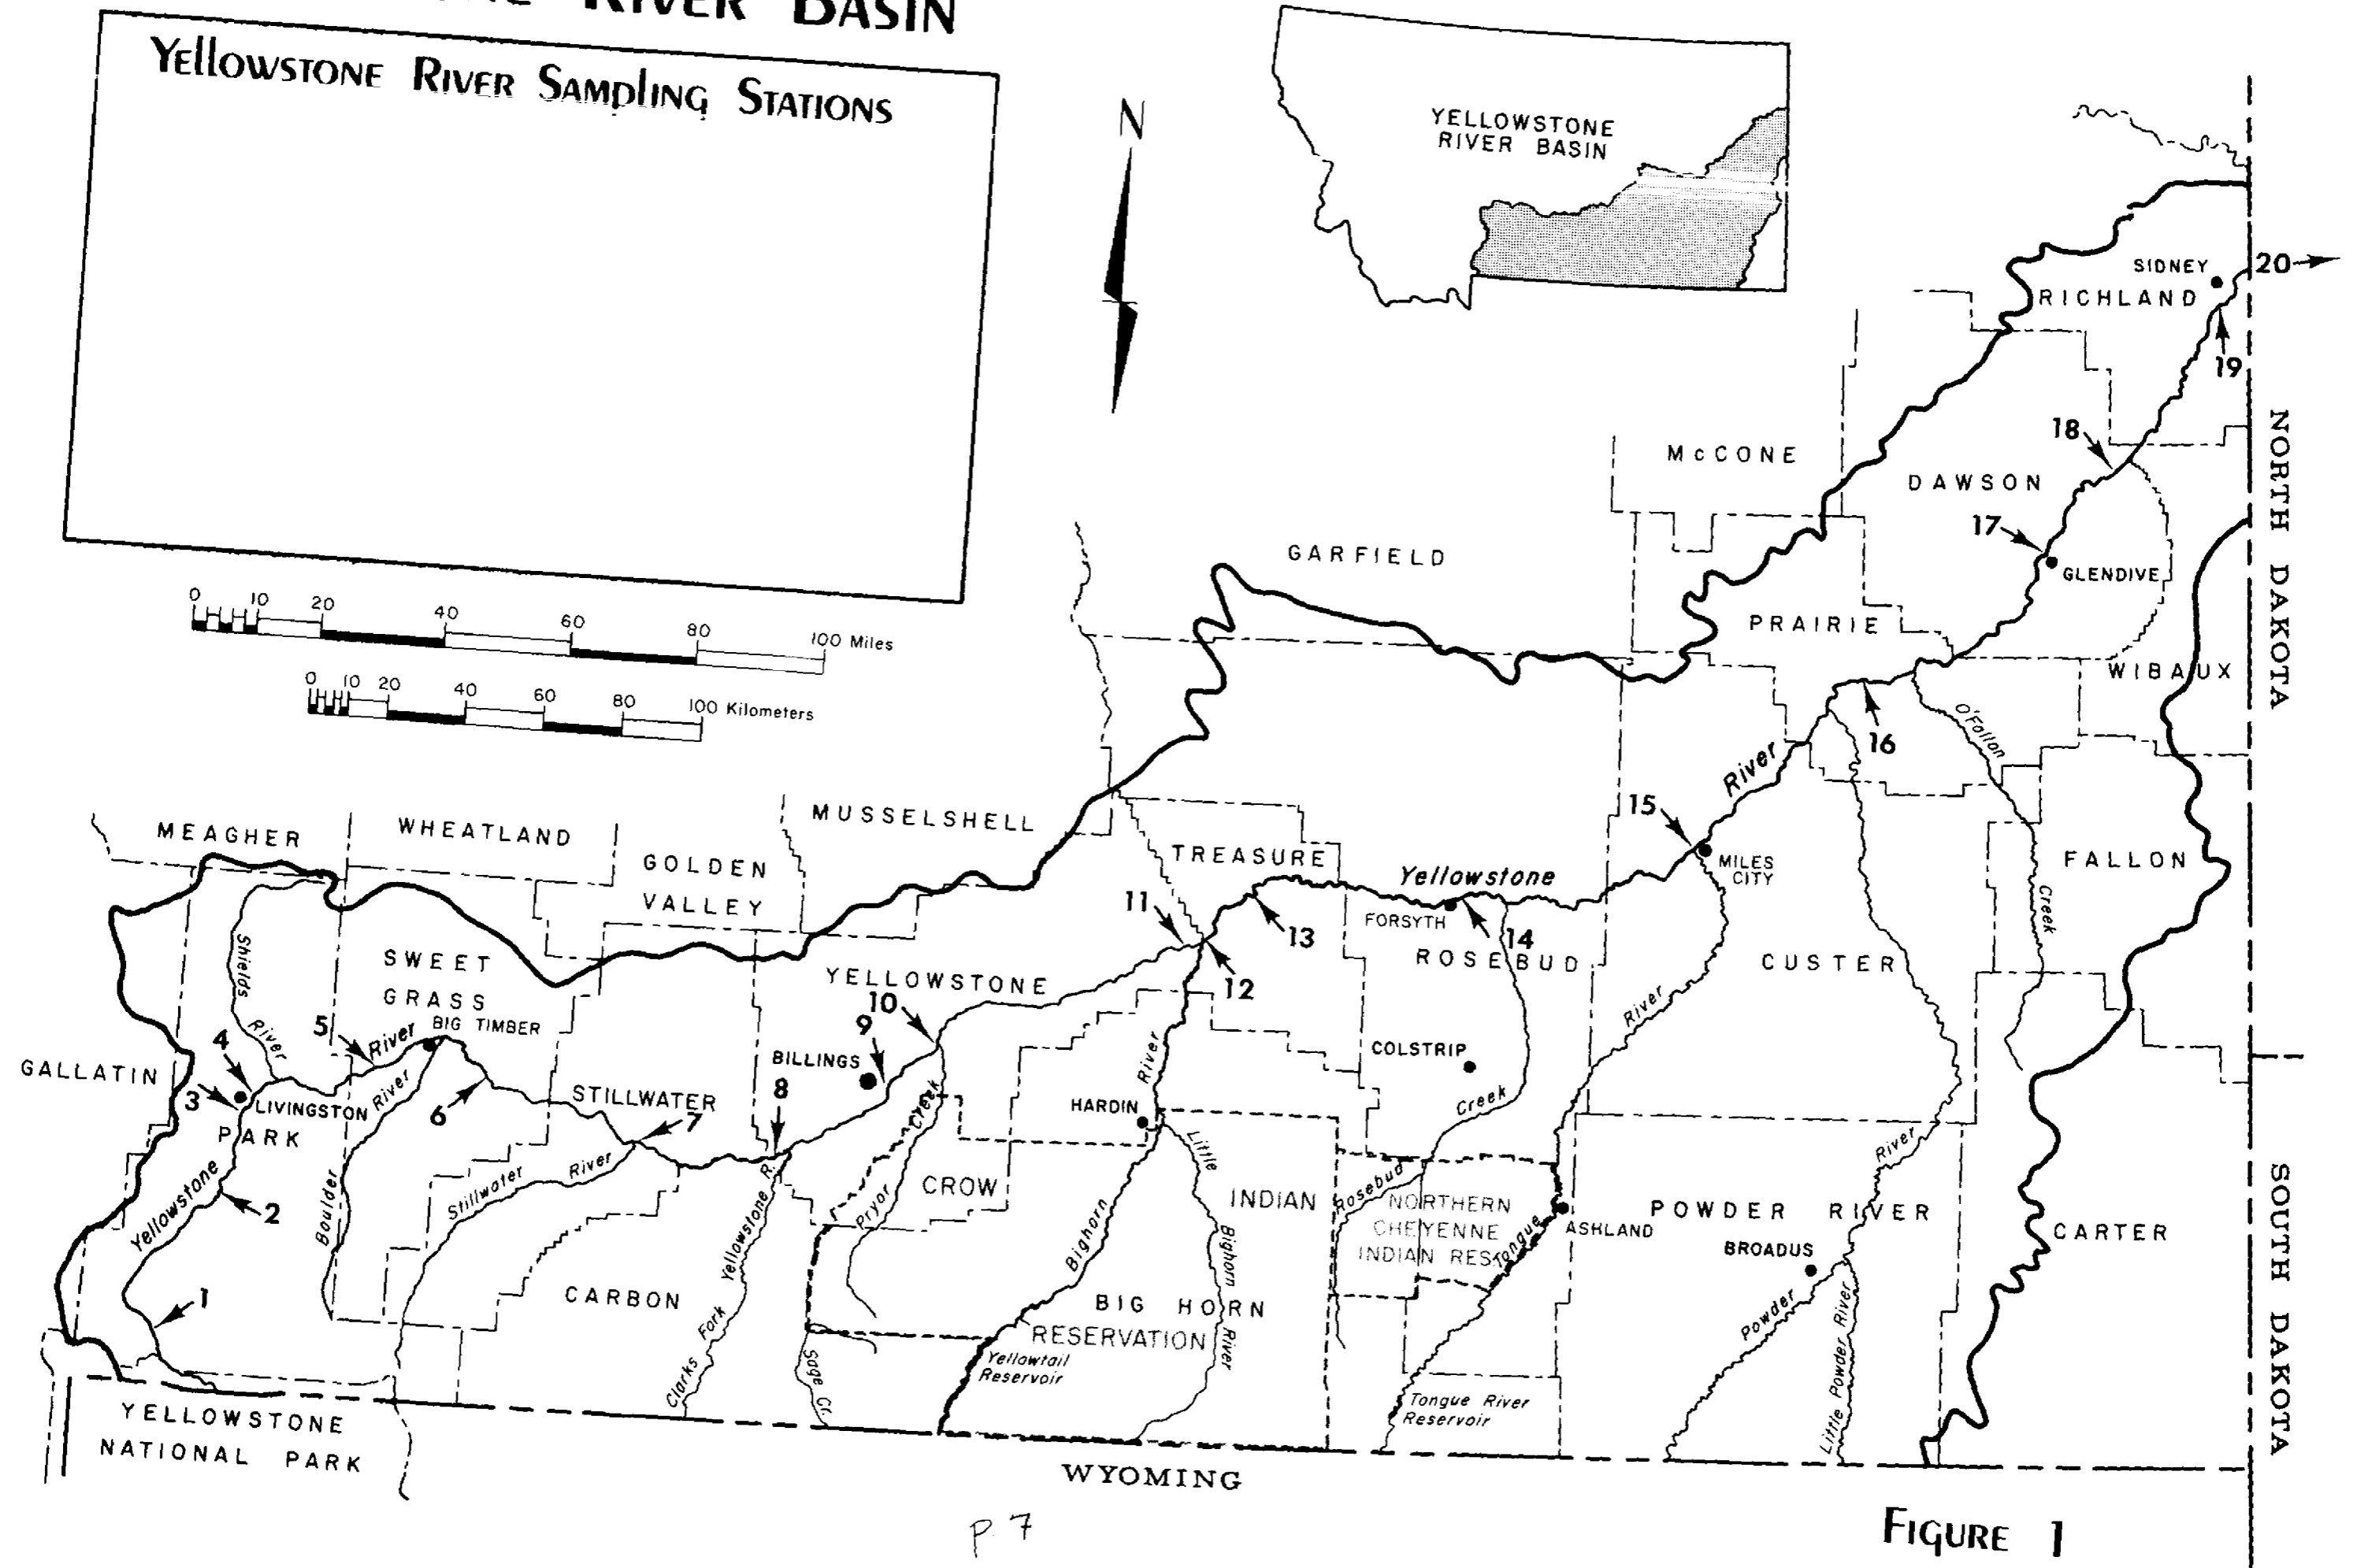 RIVER BASIN
YEllOWSTONE RIVER SAMPlING STATIONS
N
YELLOWSTONE
RIVER BASIN
0 10 20 40 60 80 100 Miles
0 10 20 40 60 80 100 Kilometers
SIDNEY
20
RICHLAND
19
NORTH DAKOTA
18
McCONE
DAWSON
17
GLENDIVE
GARFIELD
PRAIRIE
WIBAUX
O'Fallon
Creek
16
River
15
MILES
CITY
FALLON
MEAGHER
WHEATLAND
GOLDEN
VALLEY
MUSSELSHELL
TREASURE
Yellowstone
11
13
FORSYTH
14
ROSEBUD
CUSTER
12
Shields
River
SWEET
GRASS
BIG TIMBER
5
River
YELLOWSTONE
10
9
BILLINGS
8
4
GALLATIN
3
LIVINGSTON
PARK
River
Boulder
6
STILLWATER
7
Stillwater River
Yellowstone
2
1
CARBON
Clarks Fork Yellowstone R.
Pryor
Creek
CROW
INDIAN
RESERVATION
HARDIN
River
Bighorn
Little
Bighorn
River
BIG HORN
Sage Cr.
Yellowtail
Reservoir
COLSTRIP
Creek
Rosebud
River
Tongue
NORTHERN
CHEYENNE
INDIAN RES.
ASHLAND
POWDER RIVER
BROADUS
River
Powder
Little Powder River
Tongue River
Reservoir
CARTER
SOUTH DAKOTA
YELLOWSTONE
NATIONAL PARK
WYOMING
p. 7
FIGURE 1